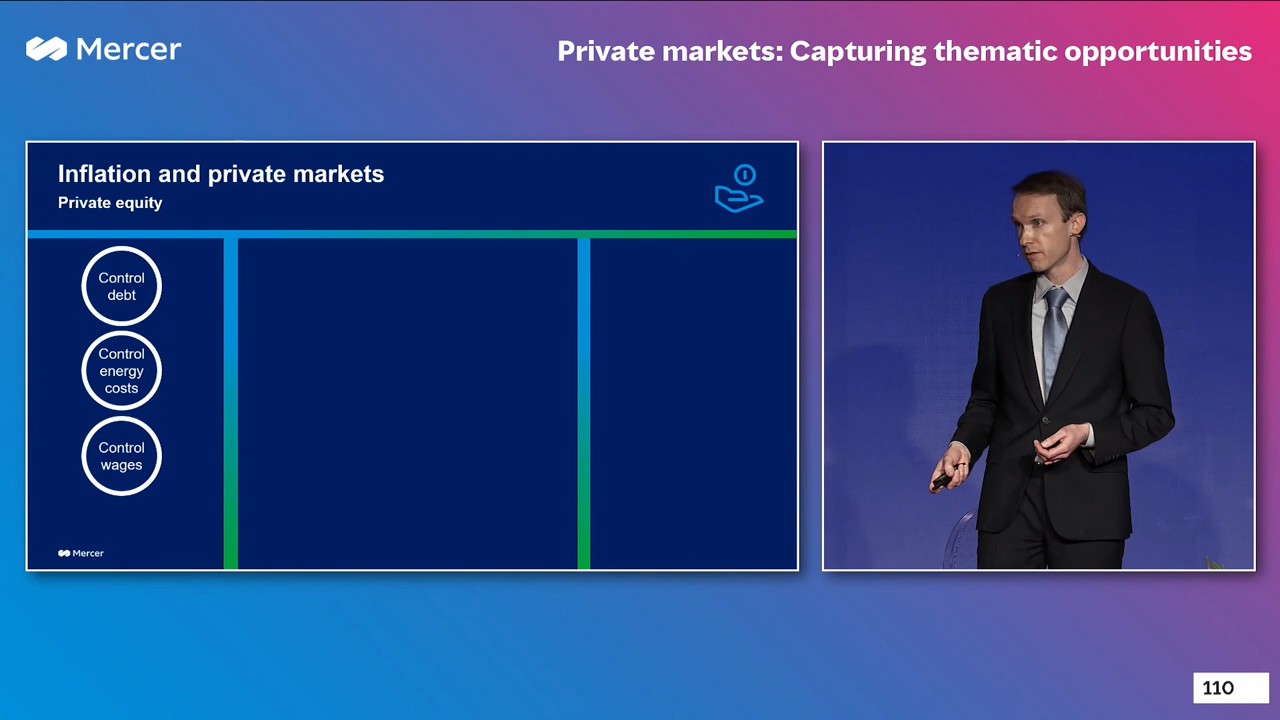 Mercer
Private markets: Capturing thematic opportunities
Inflation and private markets
Private equity
Control
debt
Control
energy
costs
Control
wages
Mercer
110